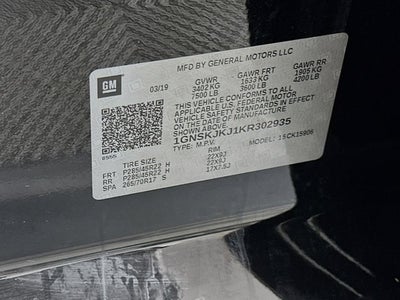 MFD BY GENERAL MOTORS LLC
GM 03/19 GVWR GAWR FRT GAWR RR
3402 KG 1633 KG 1905 KG
7500 LB 3600 LB 4200 LB
THIS VEHICLE CONFORMS TO ALL
APPLICABLE U.S. FEDERAL MOTOR
VEHICLE SAFETY STANDARDS IN
EFFECT ON THE DATE OF MANUFACTURE
SHOWN ABOVE.
1GNSKJKJ1KR302935
TYPE: M.P.V. MODEL: 1SCK15906
TIRE SIZE RIM
FRT P285/45R22 H 22X9J
RR P285/45R22 H 22X9J
SPA 265/70R17 S 17X7.5J